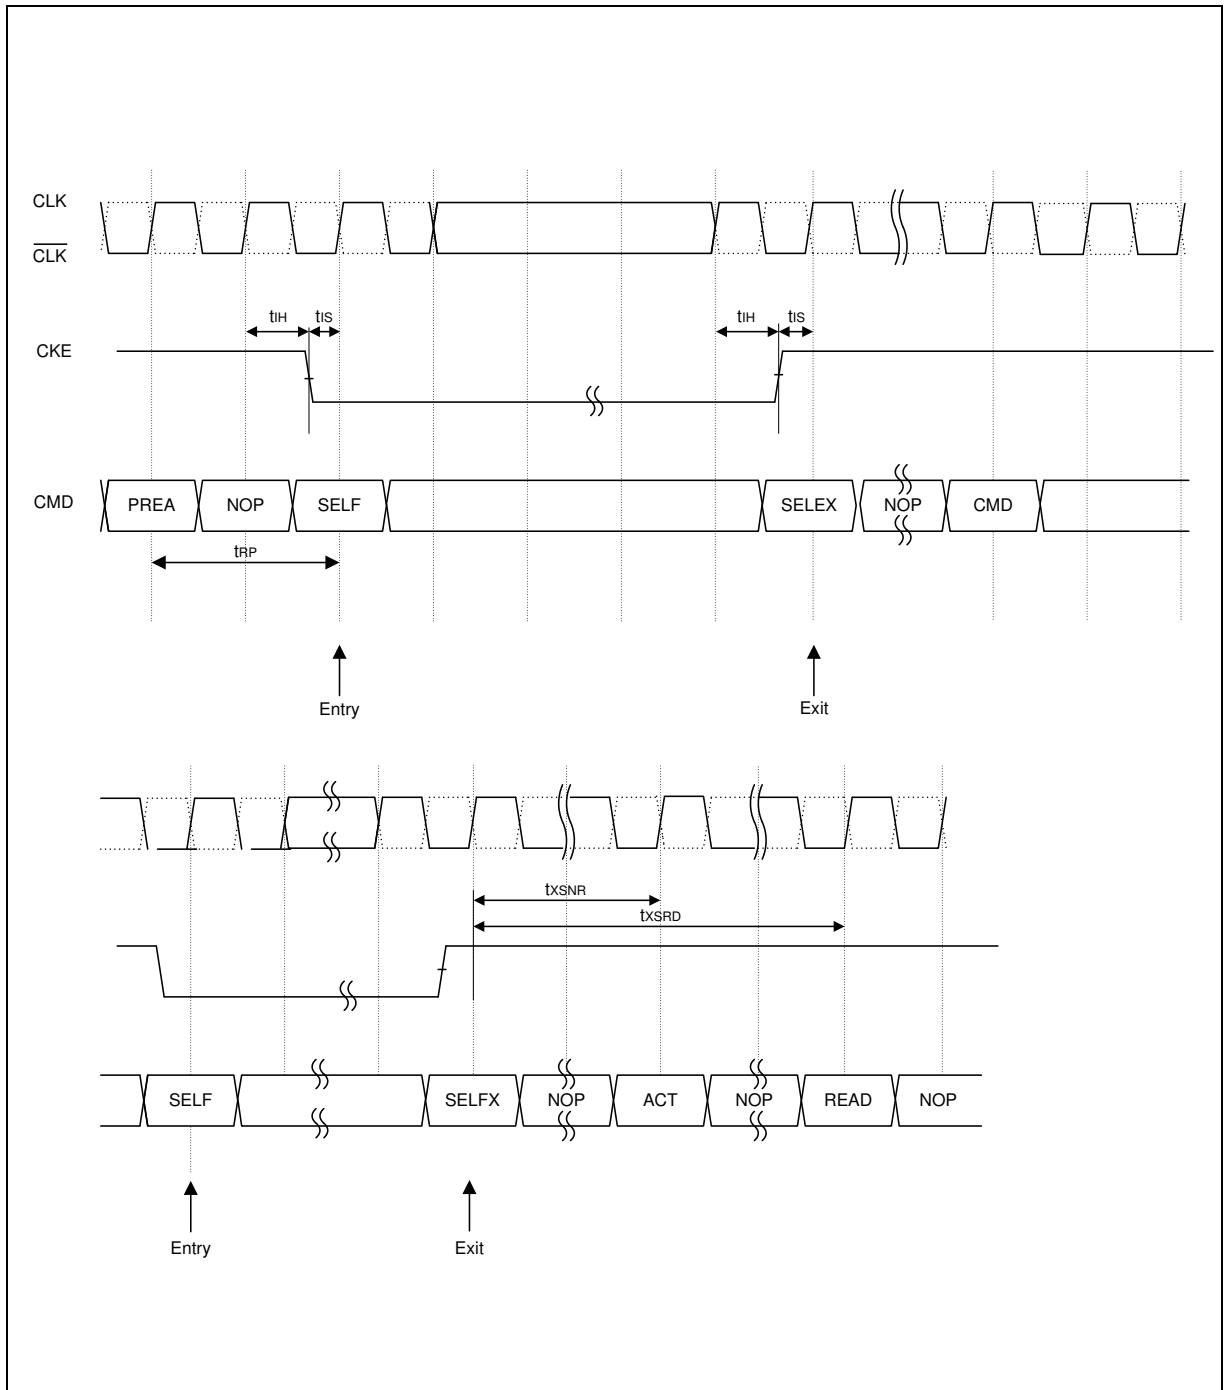 CLK
CLK
tIH tIS tIH tIS
CKE
CMD PREA NOP SELF SELEX NOP CMD
tRP
Entry Exit
tXSNR
tXSRD
SELF SELFX NOP ACT NOP READ NOP
Entry Exit